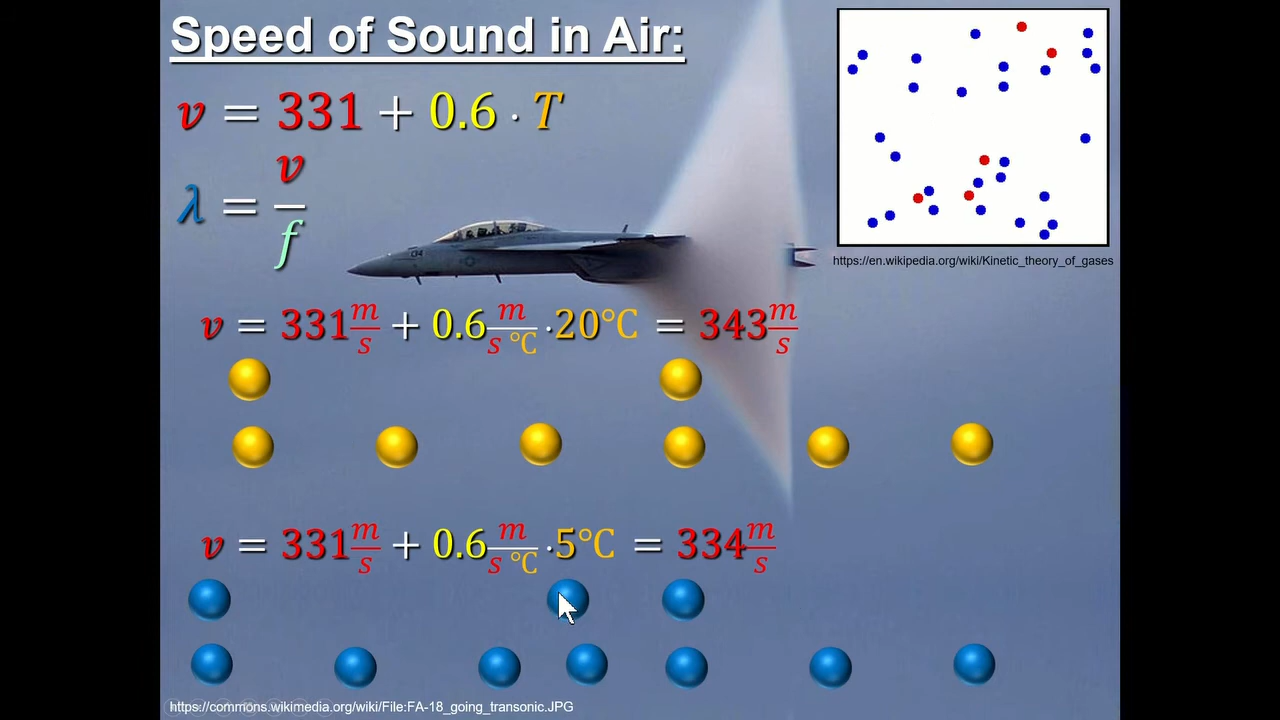 Speed of Sound in Air:
v = 331 + 0.6 · T
λ = v/f
https://en.wikipedia.org/wiki/Kinetic_theory_of_gases
v = 331 m/s + 0.6 m/(s °C) · 20°C = 343 m/s
v = 331 m/s + 0.6 m/(s °C) · 5°C = 334 m/s
https://commons.wikimedia.org/wiki/File:FA-18_going_transonic.JPG